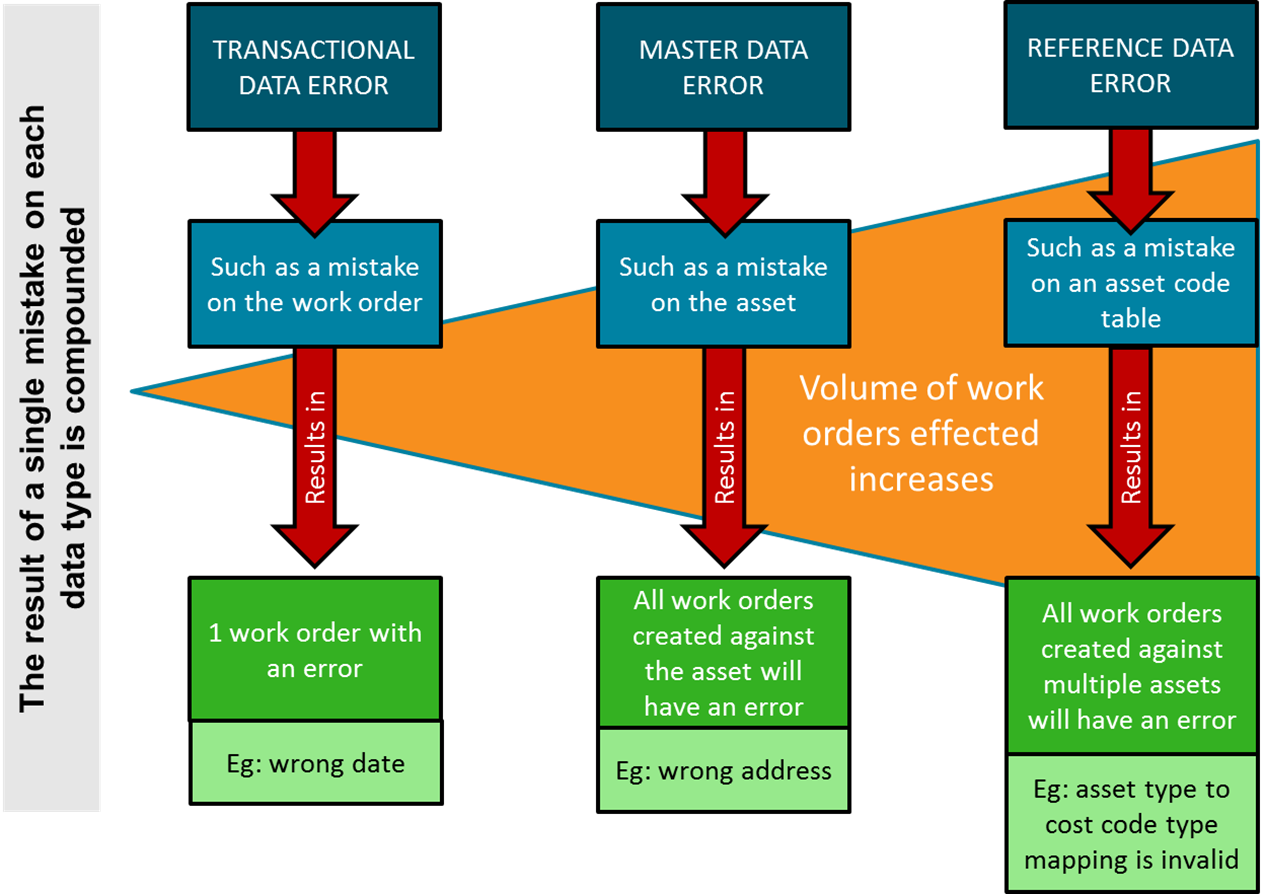 The result of a single mistake on each
data type is compounded
TRANSACTIONAL
DATA ERROR
Such as a mistake
on the work order
Results in
1 work order with
an error
Eg: wrong date
MASTER DATA
ERROR
Such as a mistake
on the asset
Results in
All work orders
created against
the asset will
have an error
Eg: wrong address
Volume of work
orders effected
increases
REFERENCE DATA
ERROR
Such as a mistake
on an asset code
table
Results in
All work orders
created against
multiple assets
will have an error
Eg: asset type to
cost code type
mapping is invalid